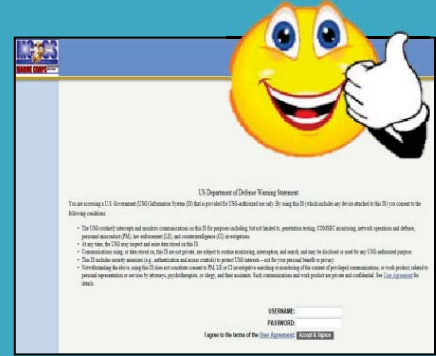 MARINE CORPS
US Department of Defense Warning Statement
You are accessing a U.S. Government (USG) Information System (IS) that is provided for USG-authorized use only. By using this IS (which includes any device attached to this IS) you consent to the
following conditions:
• The USG routinely intercepts and monitors communications on this IS for purposes including, but not limited to, penetration testing, COMSEC monitoring, network operations and defense,
personnel misconduct (PM), law enforcement (LE), and counterintelligence (CI) investigations.
• At any time, the USG may inspect and seize data stored on this IS.
• Communications using, or data stored on, this IS are not private, are subject to routine monitoring, interception, and search, and may be disclosed or used for any USG-authorized purpose.
• This IS includes security measures (e.g., authentication and access controls) to protect USG interests -- not for your personal benefit or privacy.
• Notwithstanding the above, using this IS does not constitute consent to PM, LE or CI investigative searching or monitoring of the content of privileged communications, or work product, related to
personal representation or services by attorneys, psychotherapists, or clergy, and their assistants. Such communications and work product are private and confidential. See User Agreement for
details.
USERNAME:
PASSWORD:
I agree to the terms of the User Agreement: Accept & Signon